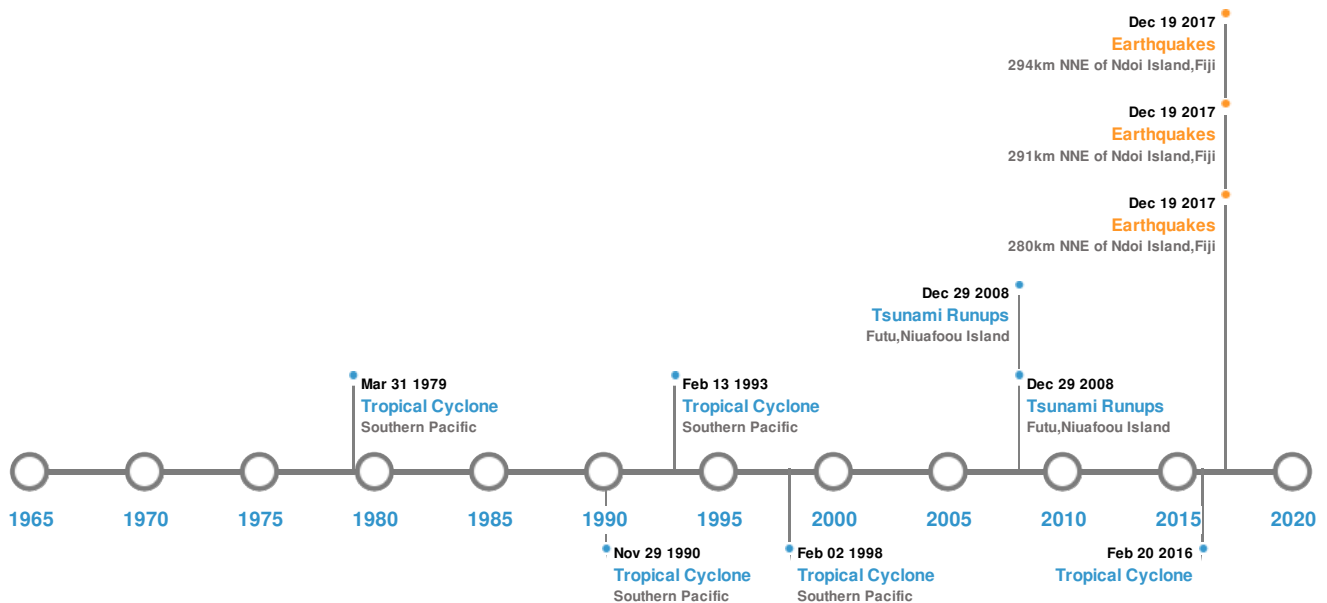 Dec 19 2017
Earthquakes
294km NNE of Ndoi Island,Fiji
Dec 19 2017
Earthquakes
291km NNE of Ndoi Island,Fiji
Dec 19 2017
Earthquakes
280km NNE of Ndoi Island,Fiji
Dec 29 2008
Tsunami Runups
Futu,Niuafoou Island
Mar 31 1979
Tropical Cyclone
Southern Pacific
Feb 13 1993
Tropical Cyclone
Southern Pacific
Dec 29 2008
Tsunami Runups
Futu,Niuafoou Island
1965 1970 1975 1980 1985 1990 1995 2000 2005 2010 2015 2020
Nov 29 1990
Tropical Cyclone
Southern Pacific
Feb 02 1998
Tropical Cyclone
Southern Pacific
Feb 20 2016
Tropical Cyclone